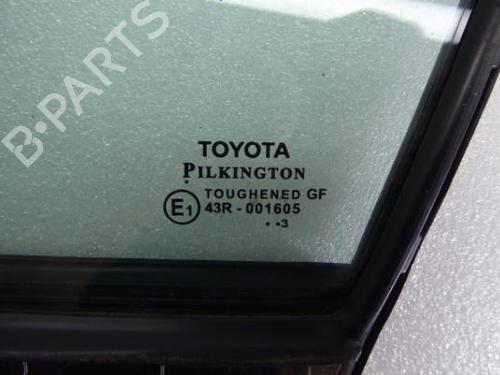 B-PARTS
TOYOTA
PILKINGTON
TOUGHENED GF
E1 43R - 001605
..3